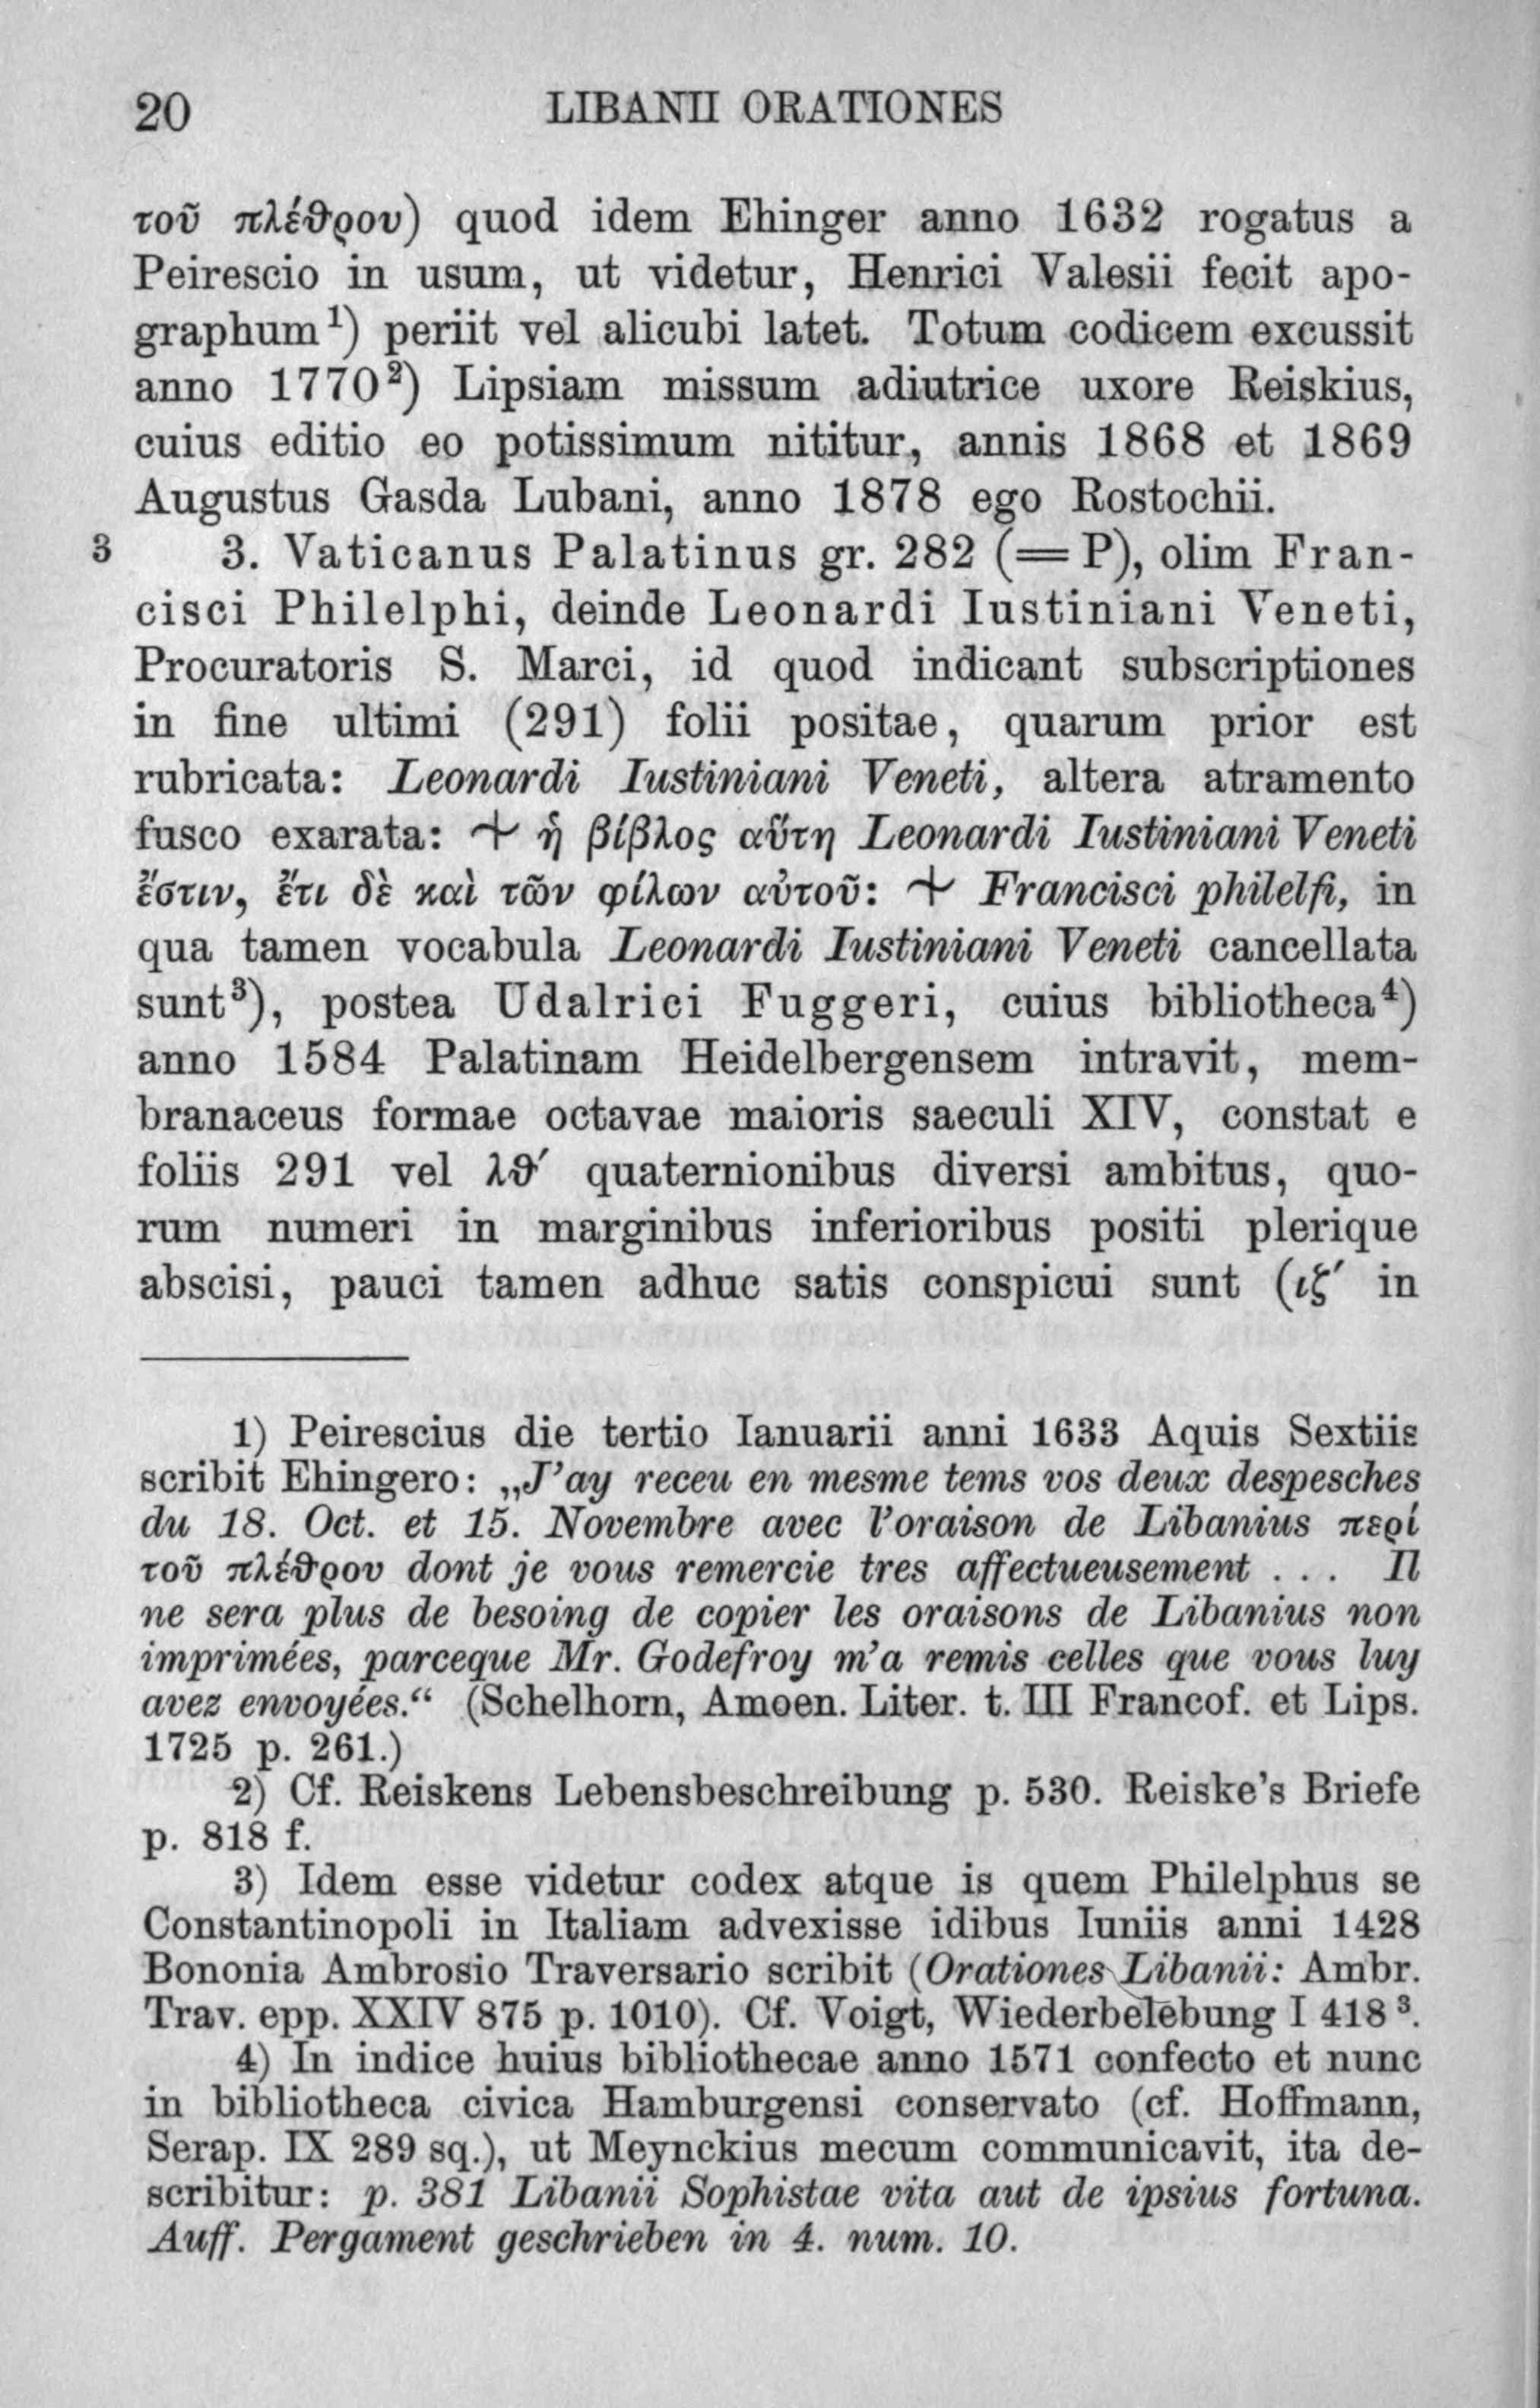 20 LIBANII ORATIONES
τοῦ πλέθρου) quod idem Ehinger anno 1632 rogatus a
Peirescio in usum, ut videtur, Henrici Valesii fecit apo-
graphum¹) periit vel alicubi latet. Totum codicem excussit
anno 1770²) Lipsiam missum adiutrice uxore Reiskius,
cuius editio eo potissimum nititur, annis 1868 et 1869
Augustus Gasda Lubani, anno 1878 ego Rostochii.
3 3. Vaticanus Palatinus gr. 282 (= P), olim Fran-
cisci Philelphi, deinde Leonardi Iustiniani Veneti,
Procuratoris S. Marci, id quod indicant subscriptiones
in fine ultimi (291) folii positae, quarum prior est
rubricata: Leonardi Iustiniani Veneti, altera atramento
fusco exarata: + ἡ βίβλος αὕτη Leonardi Iustiniani Veneti
ἔστιν, ἔτι δὲ καὶ τῶν φίλων αὐτοῦ: + Francisci philelfi, in
qua tamen vocabula Leonardi Iustiniani Veneti cancellata
sunt³), postea Udalrici Fuggeri, cuius bibliotheca⁴)
anno 1584 Palatinam Heidelbergensem intravit, mem-
branaceus formae octavae maioris saeculi XIV, constat e
foliis 291 vel λθ′ quaternionibus diversi ambitus, quo-
rum numeri in marginibus inferioribus positi plerique
abscisi, pauci tamen adhuc satis conspicui sunt (ιζ′ in
1) Peirescius die tertio Ianuarii anni 1633 Aquis Sextiis
scribit Ehingero: „J’ay receu en mesme tems vos deux despesches
du 18. Oct. et 15. Novembre avec l’oraison de Libanius περί
τοῦ πλέθρου dont je vous remercie tres affectueusement . . . Il
ne sera plus de besoing de copier les oraisons de Libanius non
imprimées, parceque Mr. Godefroy m’a remis celles que vous luy
avez envoyées.“ (Schelhorn, Amoen. Liter. t. III Francof. et Lips.
1725 p. 261.)
2) Cf. Reiskens Lebensbeschreibung p. 530. Reiske’s Briefe
p. 818 f.
3) Idem esse videtur codex atque is quem Philelphus se
Constantinopoli in Italiam advexisse idibus Iuniis anni 1428
Bononia Ambrosio Traversario scribit (Orationes Libanii: Ambr.
Trav. epp. XXIV 875 p. 1010). Cf. Voigt, Wiederbelebung I 418 ³.
4) In indice huius bibliothecae anno 1571 confecto et nunc
in bibliotheca civica Hamburgensi conservato (cf. Hoffmann,
Serap. IX 289 sq.), ut Meynckius mecum communicavit, ita de-
scribitur: p. 381 Libanii Sophistae vita aut de ipsius fortuna.
Auff. Pergament geschrieben in 4. num. 10.